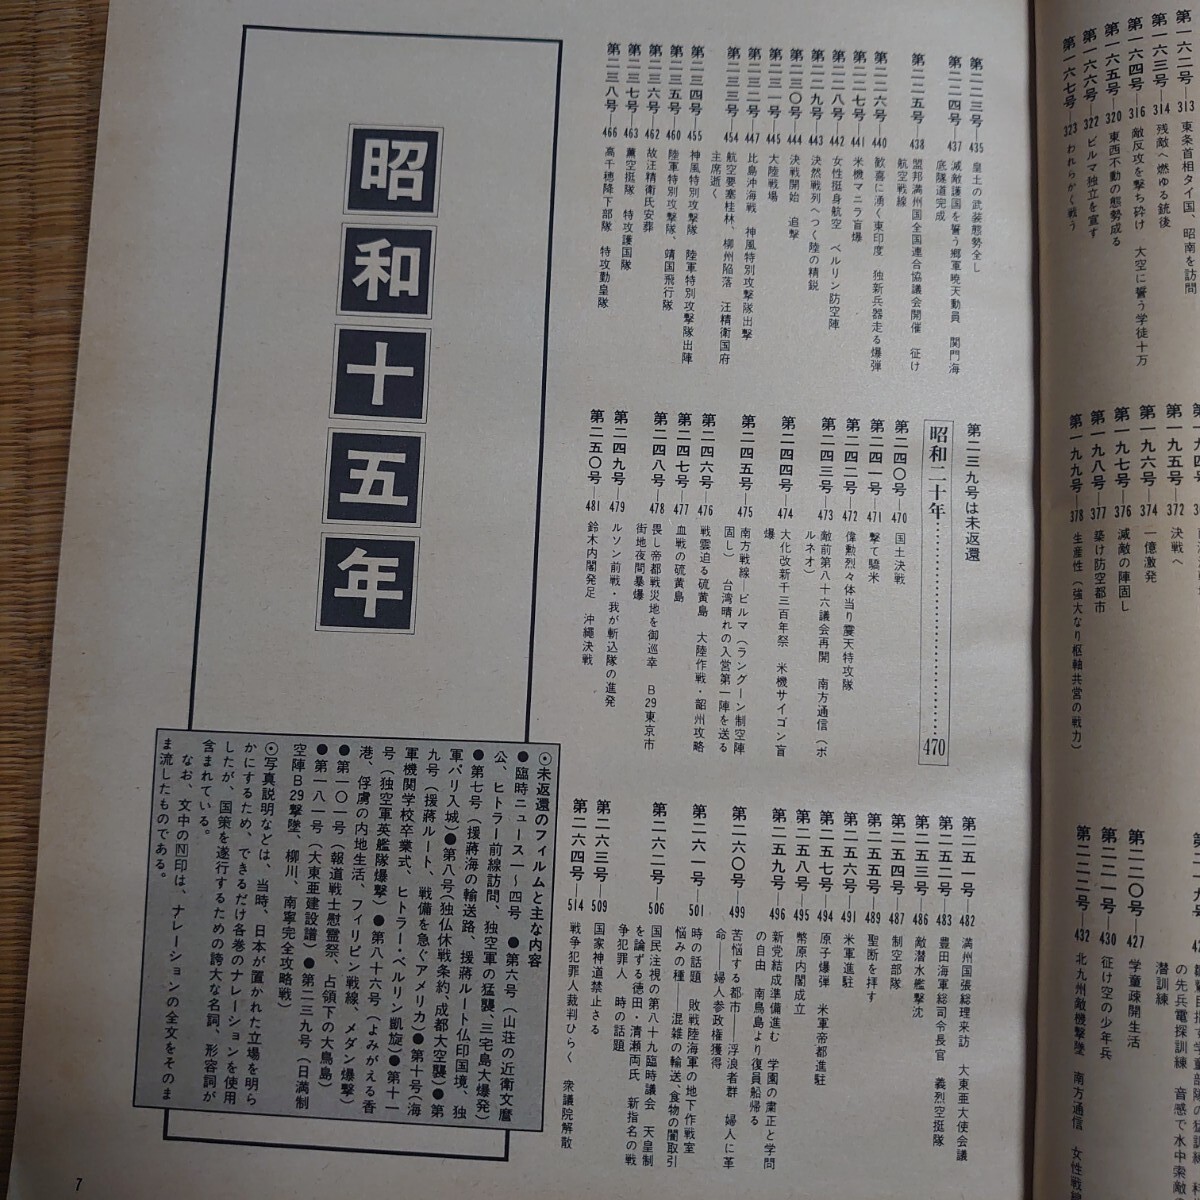 第一六二号―313 東条首相タイ国、昭南を訪問
第一六三号―314 残敵へ燃ゆる銃後
第一六四号―316 敵反攻を撃ち砕け 大空に誓う学徒十万
第一六五号―320 東西不動の態勢成る
第一六六号―322 ビルマ独立を宣す
第一六七号―323 われらかく戦う
第一九五号―372 決戦へ
第一九六号―374 一億激発
第一九七号―376 滅敵の陣固し
第一九八号―377 築け防空都市
第一九九号―378 生産性(強大なり枢軸共営の戦力)
第二二〇号―427 学童疎開生活
第二二一号―430 征け空の少年兵
第二二二号―432 北九州敵機撃墜 南方通信 女性戦
第二二三号―435 皇土の武装態勢全し
第二二四号―437 滅敵護国を誓う郷軍暁天動員 関門海
底隧道完成
第二二五号―438 盟邦満州国全国連合協議会開催 征け
航空戦線
第二二六号―440 歓喜に湧く東印度 独新兵器走る爆弾
第二二七号―441 米機マニラ盲爆
第二二八号―442 女性挺身航空 ベルリン防空陣
第二二九号―443 決然戦列へつく陸の精鋭
第二三〇号―444 決戦開始 追撃
第二三一号―445 大陸戦場
第二三二号―447 比島沖海戦 神風特別攻撃隊出撃
第二三三号―454 航空要塞桂林、柳州陥落 汪精衛国府
主席逝く
第二三四号―455 神風特別攻撃隊 陸軍特別攻撃隊出陣
第二三五号―460 陸軍特別攻撃隊、靖国飛行隊
第二三六号―462 故汪精衛氏安葬
第二三七号―463 薫空挺隊 特攻護国隊
第二三八号―466 高千穂降下部隊 特攻勤皇隊
第二三九号は未返還
昭和二十年……………………470
第二四〇号―470 国土決戦
第二四一号―471 撃て驕米
第二四二号―472 偉勲烈々体当り震天特攻隊
第二四三号―473 敵前第八十六議会再開 南方通信(ボ
ルネオ)
第二四四号―474 大化改新千三百年祭 米機サイゴン盲
爆
第二四五号―475 南方戦線―ビルマ(ラングーン制空陣
固し) 台湾晴れの入営第一陣を送る
第二四六号―476 戦雲迫る硫黄島 大陸作戦・韶州攻略
第二四七号―477 血戦の硫黄島
第二四八号―478 畏し帝都戦災地を御巡幸 B29東京市
街地夜間暴爆
第二四九号―479 ルソン前戦・我が斬込隊の進発
第二五〇号―481 鈴木内閣発足 沖縄決戦
第二五一号―482 満州国張総理来訪 大東亜大使会議
第二五二号―483 豊田海軍総司令長官 義烈空挺隊
第二五三号―486 敵潜水艦撃沈
第二五四号―487 制空部隊
第二五五号―489 聖断を拝す
第二五六号―491 米軍進駐
第二五七号―494 原子爆弾 米軍帝都進駐
第二五八号―495 幣原内閣成立
第二五九号―496 新党結成準備進む 学園の粛正と学問
の自由 南鳥島より復員船帰る
第二六〇号―499 苦悩する都市――浮浪者群 婦人に革
命――婦人参政権獲得
第二六一号―501 時の話題 敗戦陸海軍の地下作戦室
悩みの種――混雑の輸送、食物の闇取引
第二六二号―506 国民注視の第八十九臨時議会 天皇制
を論ずる徳田・清瀬両氏 新指名の戦
争犯罪人 時の話題
第二六三号―509 国家神道禁止さる
第二六四号―514 戦争犯罪人裁判ひらく 衆議院解散
昭和十五年
⊙未返還のフィルムと主な内容
●臨時ニュース一〜四号 ●第六号(山荘の近衛文麿
公、ヒトラー前線訪問、独空軍の猛襲、三宅島大爆発)
●第七号(援蔣海の輸送路、援蔣ルート仏印国境、独
軍パリ入城)●第八号(独仏休戦条約、成都大空襲)●第
九号(援蔣ルート、戦備を急ぐアメリカ)●第十号(海
軍機関学校卒業式、ヒトラー・ベルリン凱旋)●第十一
号(独空軍英艦隊爆撃)●第八十六号(よみがえる香
港、俘虜の内地生活、フィリピン戦線、メダン爆撃)
●第一〇一号(報道戦士慰霊祭、占領下の大鳥島)
●第一八一号(大東亜建設譜)●第二三九号(日満制
空陣B29撃墜、柳川、南寧完全攻略戦)
⊙写真説明などは、当時、日本が置かれた立場を明ら
かにするため、できるだけ各巻のナレーションを使用
したが、国策を遂行するための誇大な名詞、形容詞が
含まれている。
なお、文中のN印は、ナレーションの全文をそのま
ま流したものである。
7